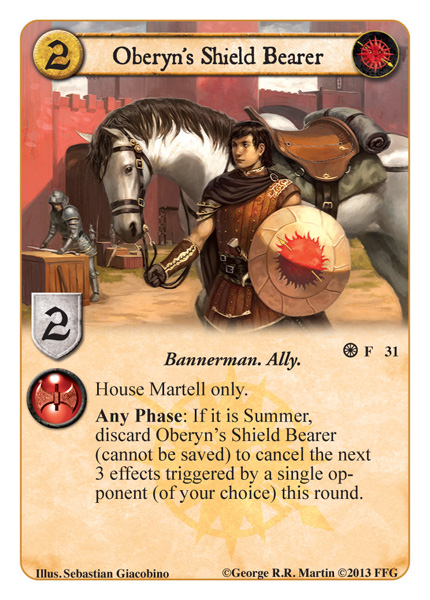 2
Oberyn's Shield Bearer
2
Bannerman. Ally.
F 31
House Martell only.
Any Phase: If it is Summer,
discard Oberyn's Shield Bearer
(cannot be saved) to cancel the next
3 effects triggered by a single op-
ponent (of your choice) this round.
Illus. Sebastian Giacobino
©George R.R. Martin ©2013 FFG